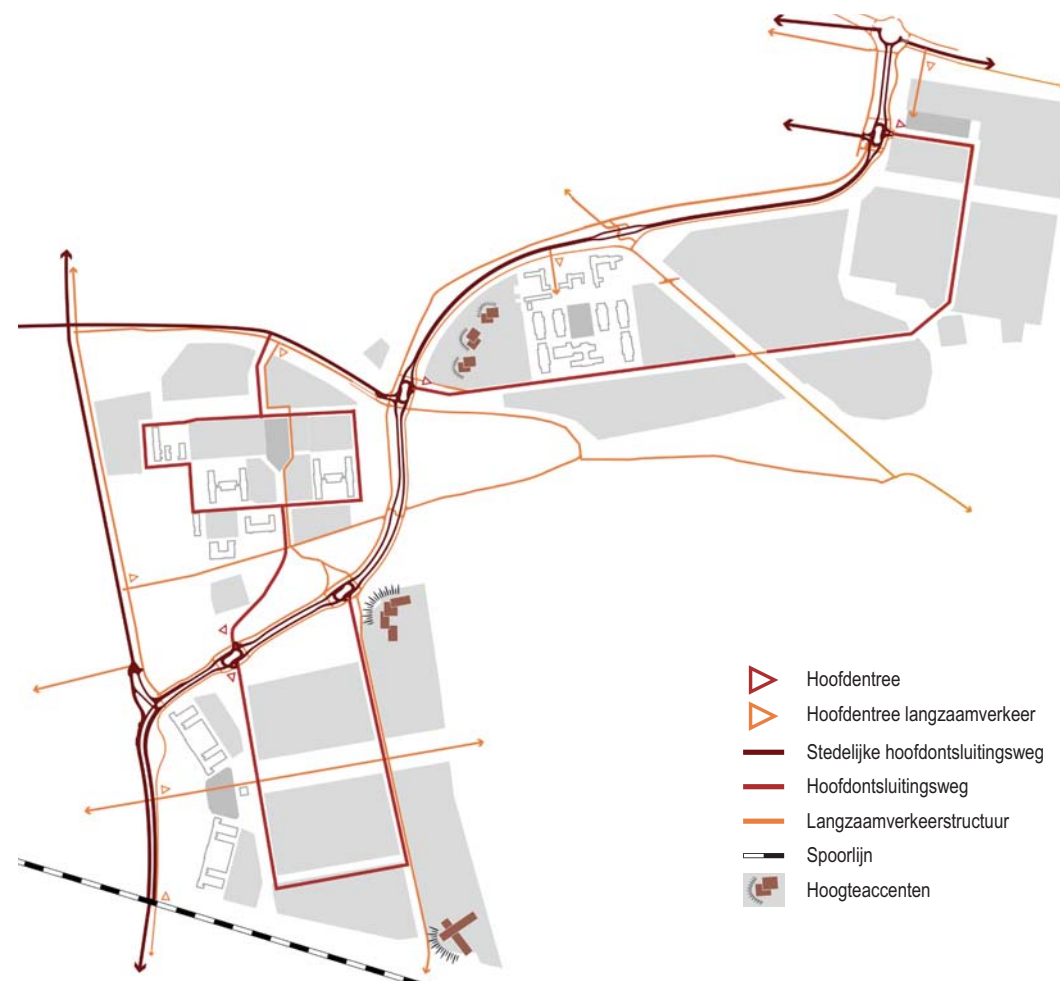 Hoofdentree
Hoofdentree langzaamverkeer
Stedelijke hoofdontsluitingsweg
Hoofdontsluitingsweg
Langzaamverkeerstructuur
Spoorlijn
Hoogteaccenten